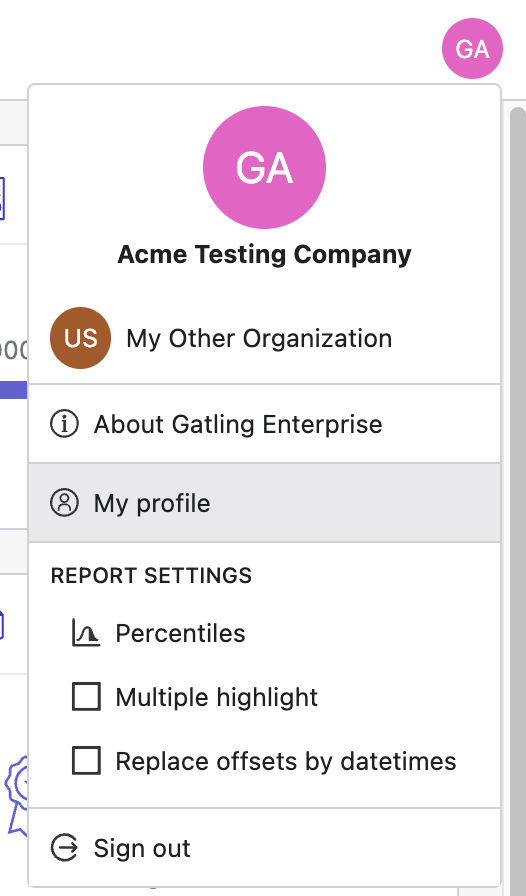 GA
GA
Acme Testing Company
US My Other Organization
About Gatling Enterprise
My profile
REPORT SETTINGS
Percentiles
Multiple highlight
Replace offsets by datetimes
Sign out